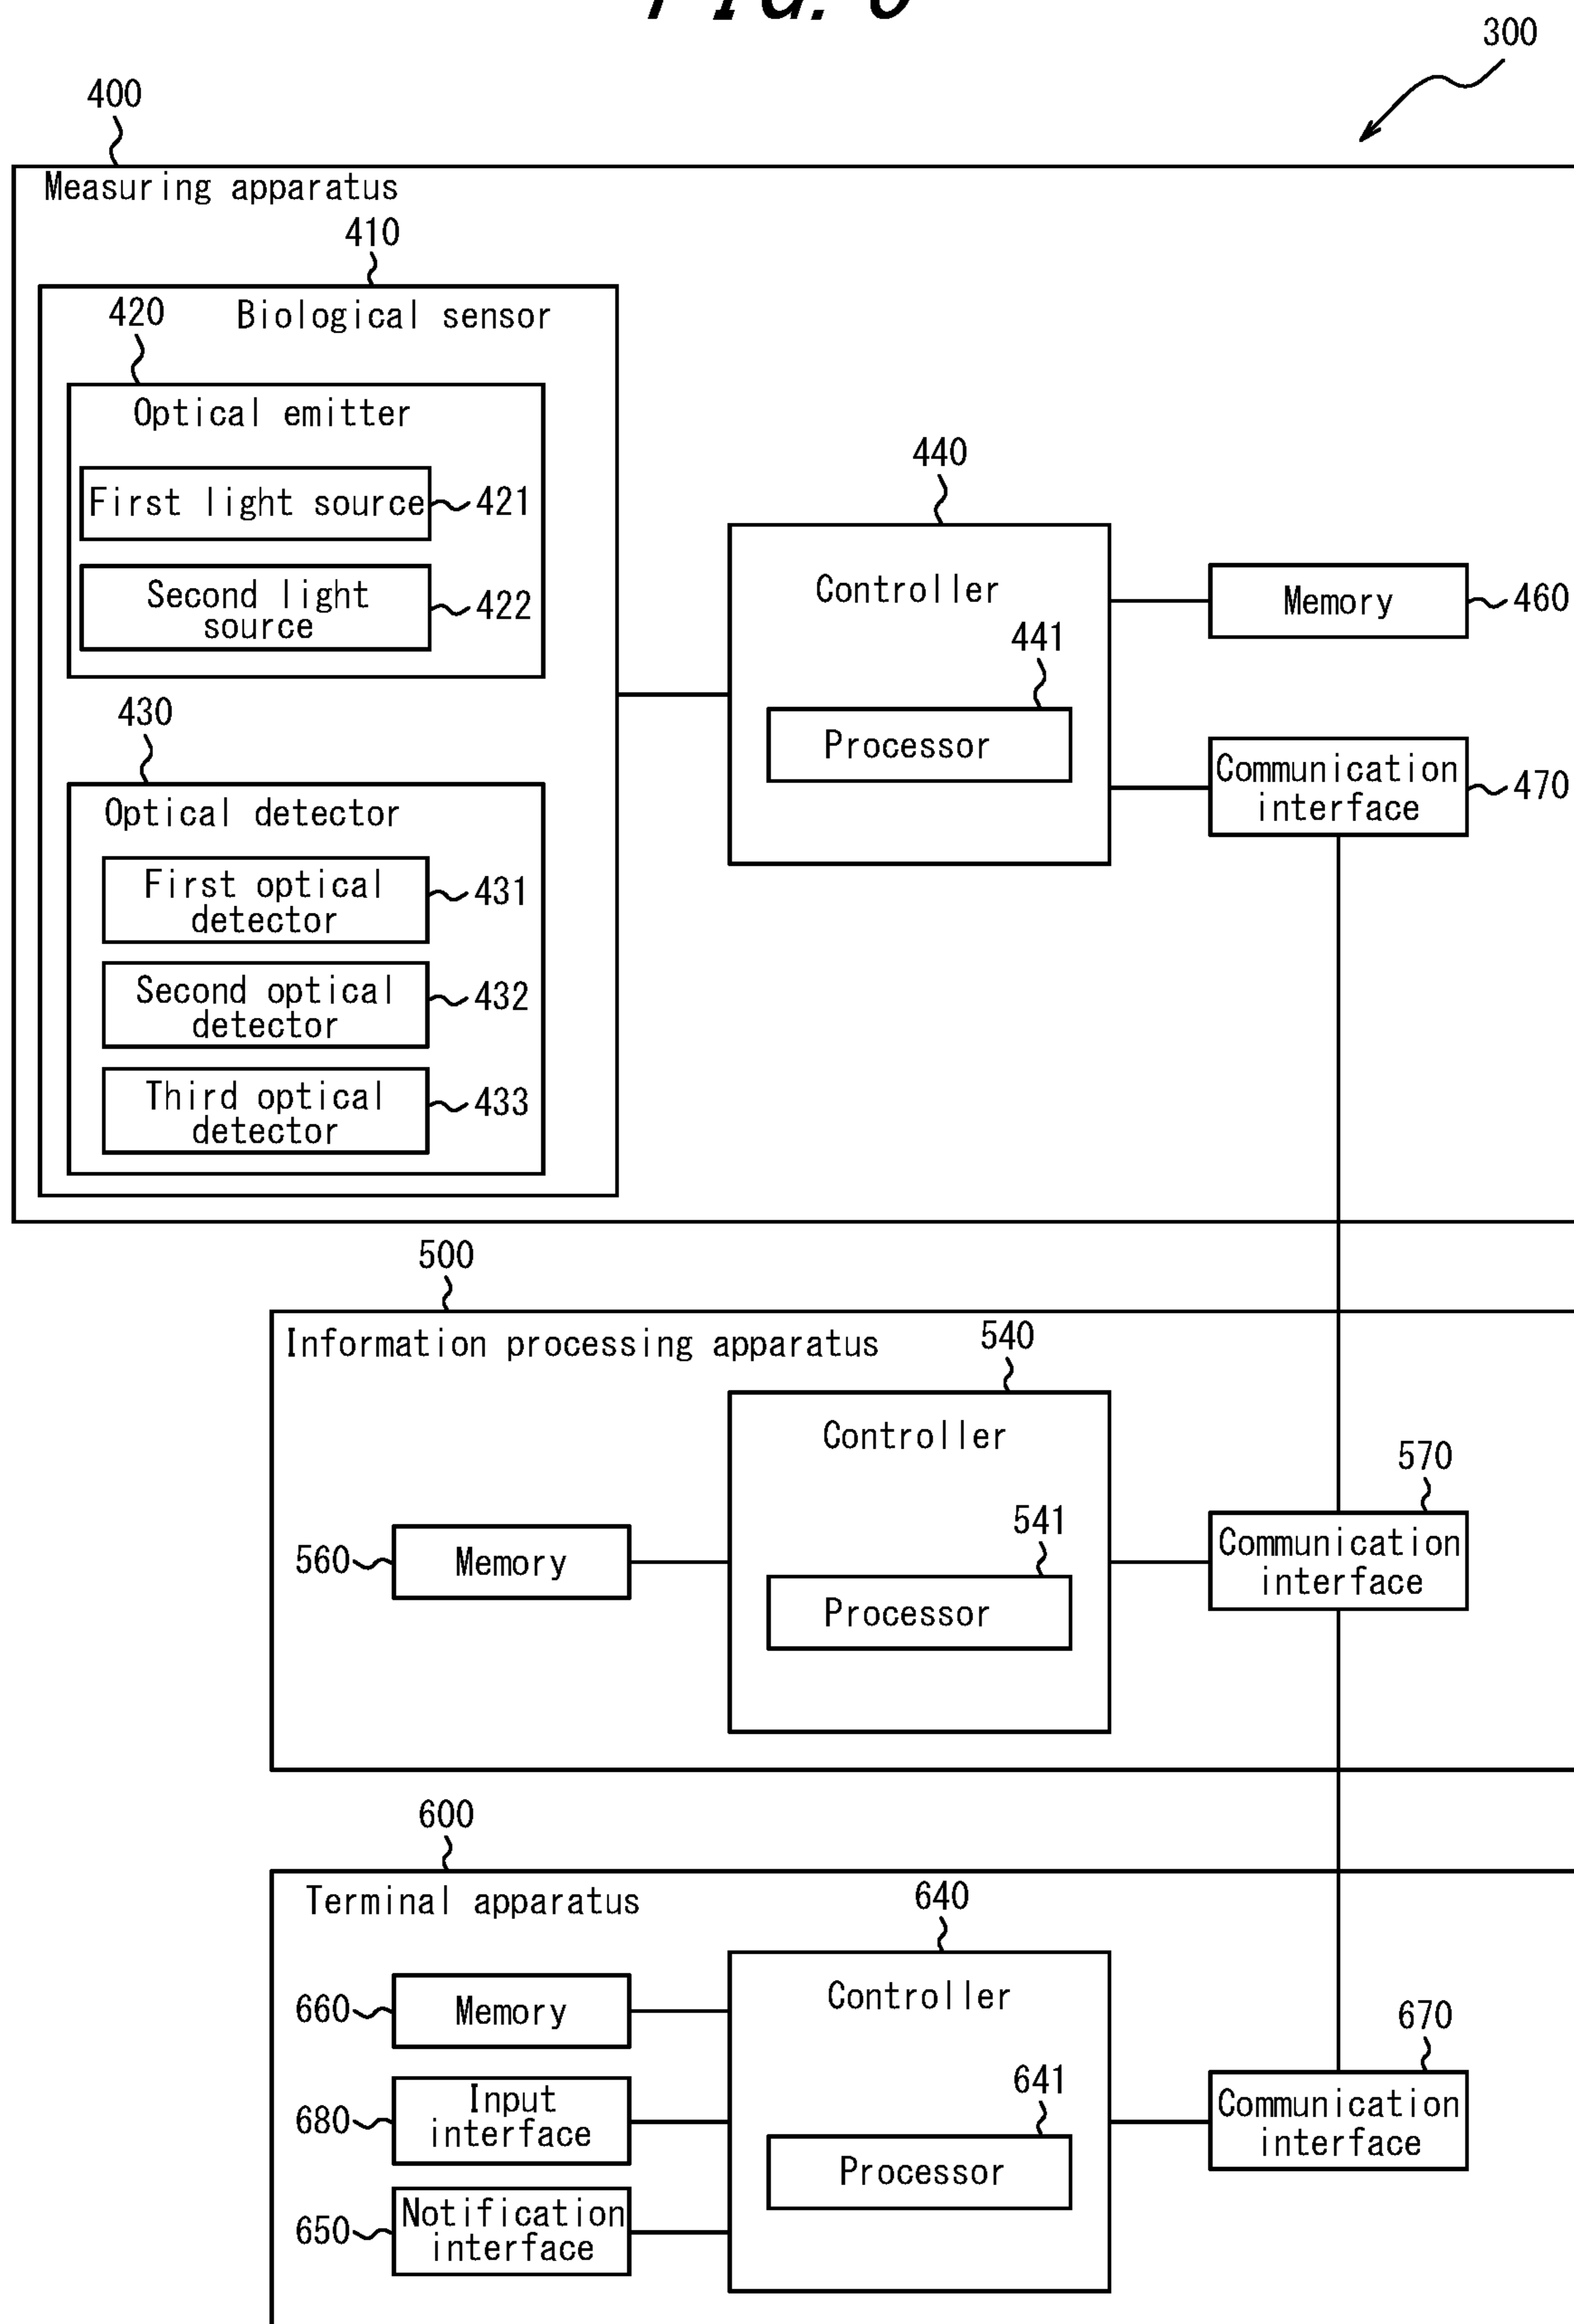 300
400
Measuring apparatus
410
Biological sensor
420
Optical emitter
First light source
421
Second light
source
422
430
Optical detector
First optical
detector
431
Second optical
detector
432
Third optical
detector
433
440
Controller
441
Processor
Memory
460
Communication
interface
470
500
Information processing apparatus
540
Controller
541
Processor
560
Memory
570
Communication
interface
600
Terminal apparatus
640
Controller
641
Processor
660
Memory
680
Input
interface
650
Notification
interface
670
Communication
interface